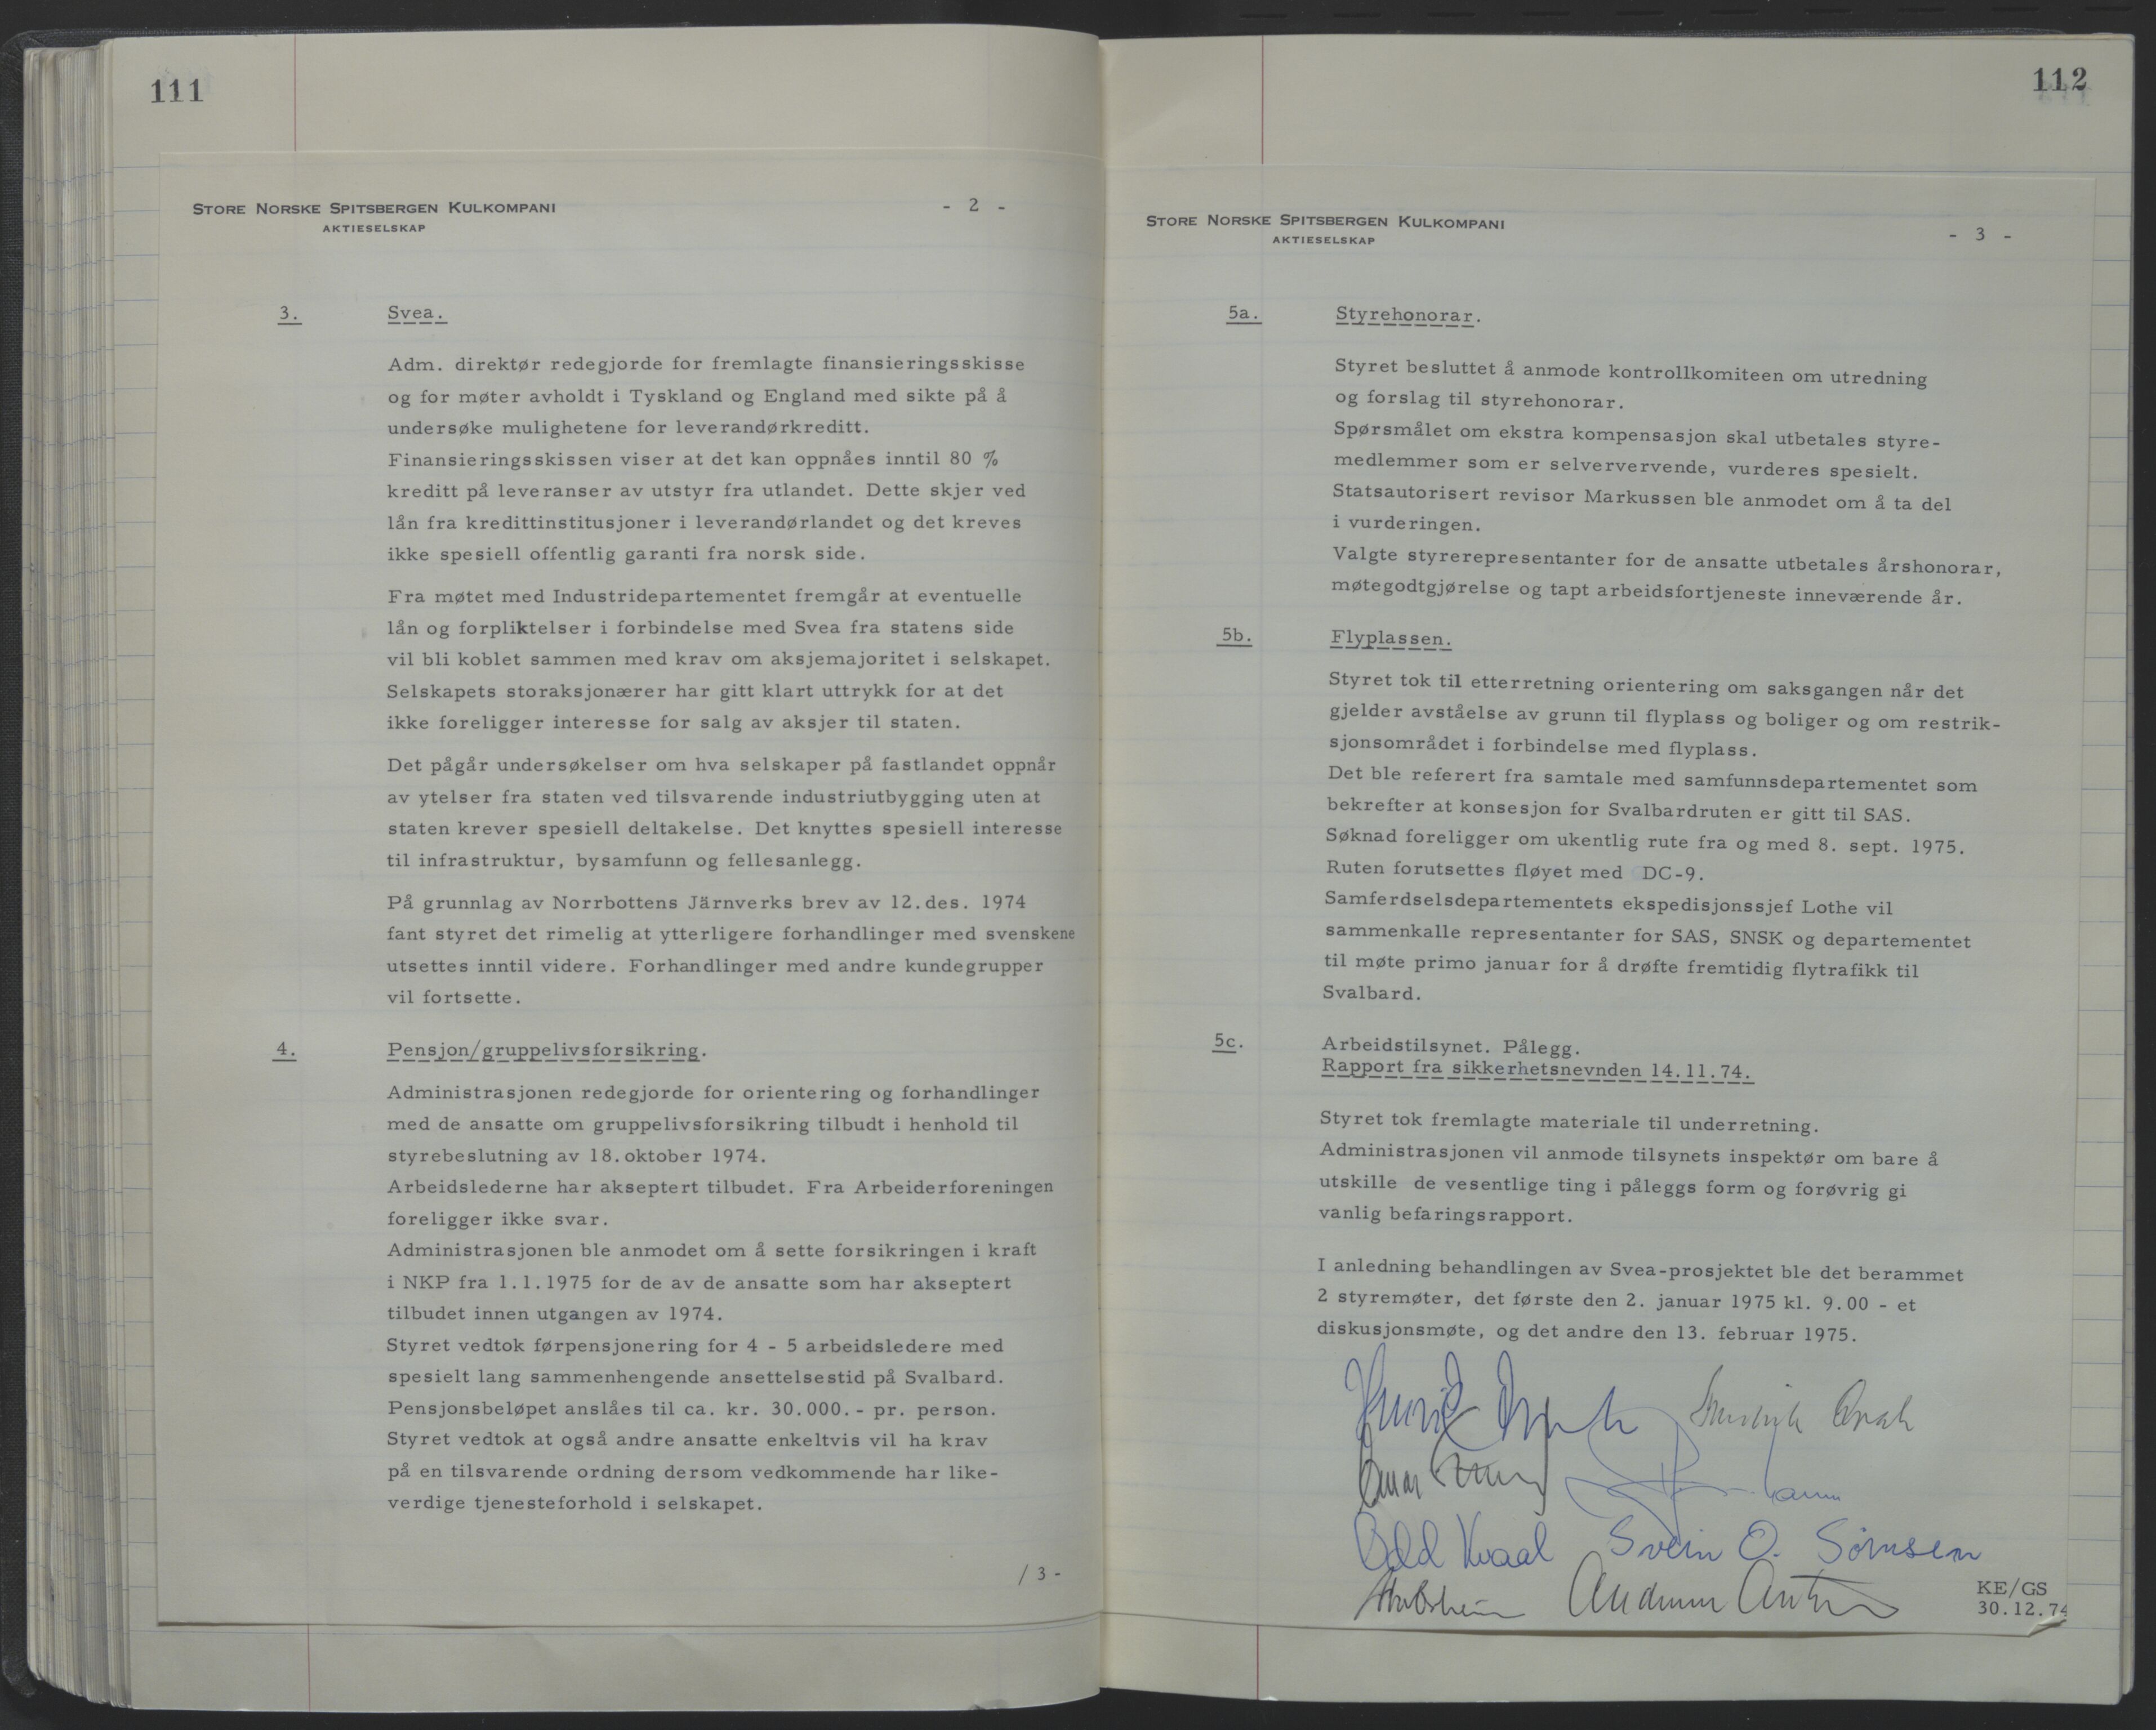 111
STORE NORSKE SPITSBERGEN KULKOMPANI
AKTIESELSKAP
- 2 -
3. Svea.
Adm. direktør redegjorde for fremlagte finansieringsskisse
og for møter avholdt i Tyskland og England med sikte på å
undersøke mulighetene for leverandørkreditt.
Finansieringsskissen viser at det kan oppnåes inntil 80 %
kreditt på leveranser av utstyr fra utlandet. Dette skjer ved
lån fra kredittinstitusjoner i leverandørlandet og det kreves
ikke spesiell offentlig garanti fra norsk side.
Fra møtet med Industridepartementet fremgår at eventuelle
lån og forpliktelser i forbindelse med Svea fra statens side
vil bli koblet sammen med krav om aksjemajoritet i selskapet.
Selskapets storaksjonærer har gitt klart uttrykk for at det
ikke foreligger interesse for salg av aksjer til staten.
Det pågår undersøkelser om hva selskaper på fastlandet oppnår
av ytelser fra staten ved tilsvarende industriutbygging uten at
staten krever spesiell deltakelse. Det knyttes spesiell interesse
til infrastruktur, bysamfunn og fellesanlegg.
På grunnlag av Norrbottens Järnverks brev av 12.des. 1974
fant styret det rimelig at ytterligere forhandlinger med svenskene
utsettes inntil videre. Forhandlinger med andre kundegrupper
vil fortsette.
4. Pensjon/gruppelivsforsikring.
Administrasjonen redegjorde for orientering og forhandlinger
med de ansatte om gruppelivsforsikring tilbudt i henhold til
styrebeslutning av 18.oktober 1974.
Arbeidslederne har akseptert tilbudet. Fra Arbeiderforeningen
foreligger ikke svar.
Administrasjonen ble anmodet om å sette forsikringen i kraft
i NKP fra 1.1.1975 for de av de ansatte som har akseptert
tilbudet innen utgangen av 1974.
Styret vedtok førpensjonering for 4 - 5 arbeidsledere med
spesielt lang sammenhengende ansettelsestid på Svalbard.
Pensjonsbeløpet anslåes til ca. kr. 30.000.- pr. person.
Styret vedtok at også andre ansatte enkeltvis vil ha krav
på en tilsvarende ordning dersom vedkommende har like-
verdige tjenesteforhold i selskapet.
/ 3 -
112
STORE NORSKE SPITSBERGEN KULKOMPANI
AKTIESELSKAP
- 3 -
5a. Styrehonorar.
Styret besluttet å anmode kontrollkomiteen om utredning
og forslag til styrehonorar.
Spørsmålet om ekstra kompensasjon skal utbetales styre-
medlemmer som er selververvende, vurderes spesielt.
Statsautorisert revisor Markussen ble anmodet om å ta del
i vurderingen.
Valgte styrerepresentanter for de ansatte utbetales årshonorar,
møtegodtgjørelse og tapt arbeidsfortjeneste inneværende år.
5b. Flyplassen.
Styret tok til etterretning orientering om saksgangen når det
gjelder avståelse av grunn til flyplass og boliger og om restrik-
sjonsområdet i forbindelse med flyplass.
Det ble referert fra samtale med samfunnsdepartementet som
bekrefter at konsesjon for Svalbardruten er gitt til SAS.
Søknad foreligger om ukentlig rute fra og med 8. sept. 1975.
Ruten forutsettes fløyet med DC-9.
Samferdselsdepartementets ekspedisjonssjef Lothe vil
sammenkalle representanter for SAS, SNSK og departementet
til møte primo januar for å drøfte fremtidig flytrafikk til
Svalbard.
5c. Arbeidstilsynet. Pålegg.
Rapport fra sikkerhetsnevnden 14.11.74.
Styret tok fremlagte materiale til underretning.
Administrasjonen vil anmode tilsynets inspektør om bare å
utskille de vesentlige ting i påleggs form og forøvrig gi
vanlig befaringsrapport.
I anledning behandlingen av Svea-prosjektet ble det berammet
2 styremøter, det første den 2. januar 1975 kl. 9.00 - et
diskusjonsmøte, og det andre den 13. februar 1975.
Odd Kvaal Svein O. Sørnsen
KE/GS
30.12.74